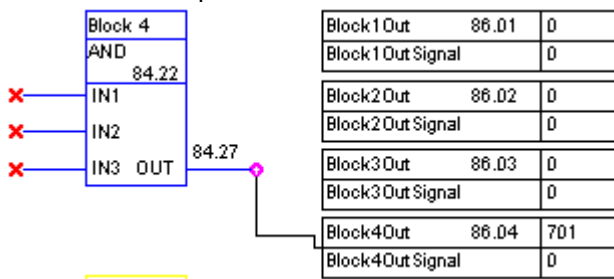 Block 4
AND
84.22
IN1
IN2
IN3 OUT
84.27
Block1Out 86.01 0
Block1OutSignal 0
Block2Out 86.02 0
Block2OutSignal 0
Block3Out 86.03 0
Block3OutSignal 0
Block4Out 86.04 701
Block4OutSignal 0